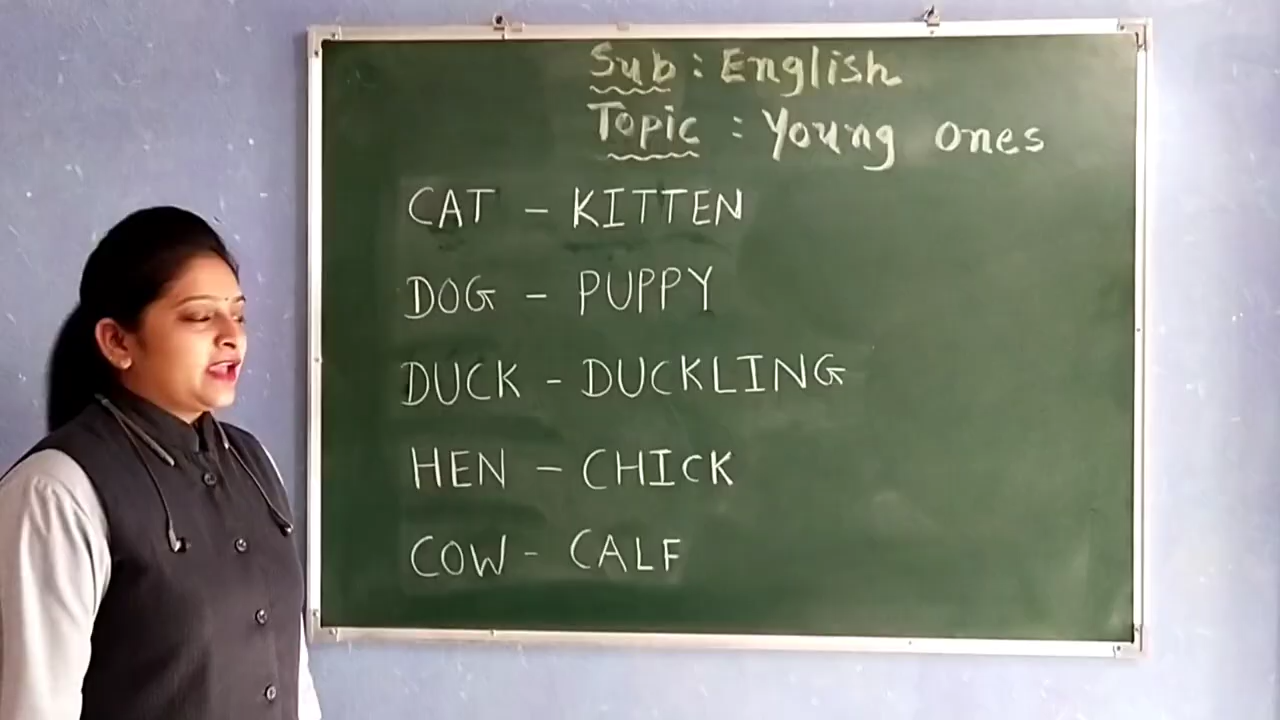 Sub : English
Topic : Young ones
CAT - KITTEN
DOG - PUPPY
DUCK - DUCKLING
HEN - CHICK
COW - CALF